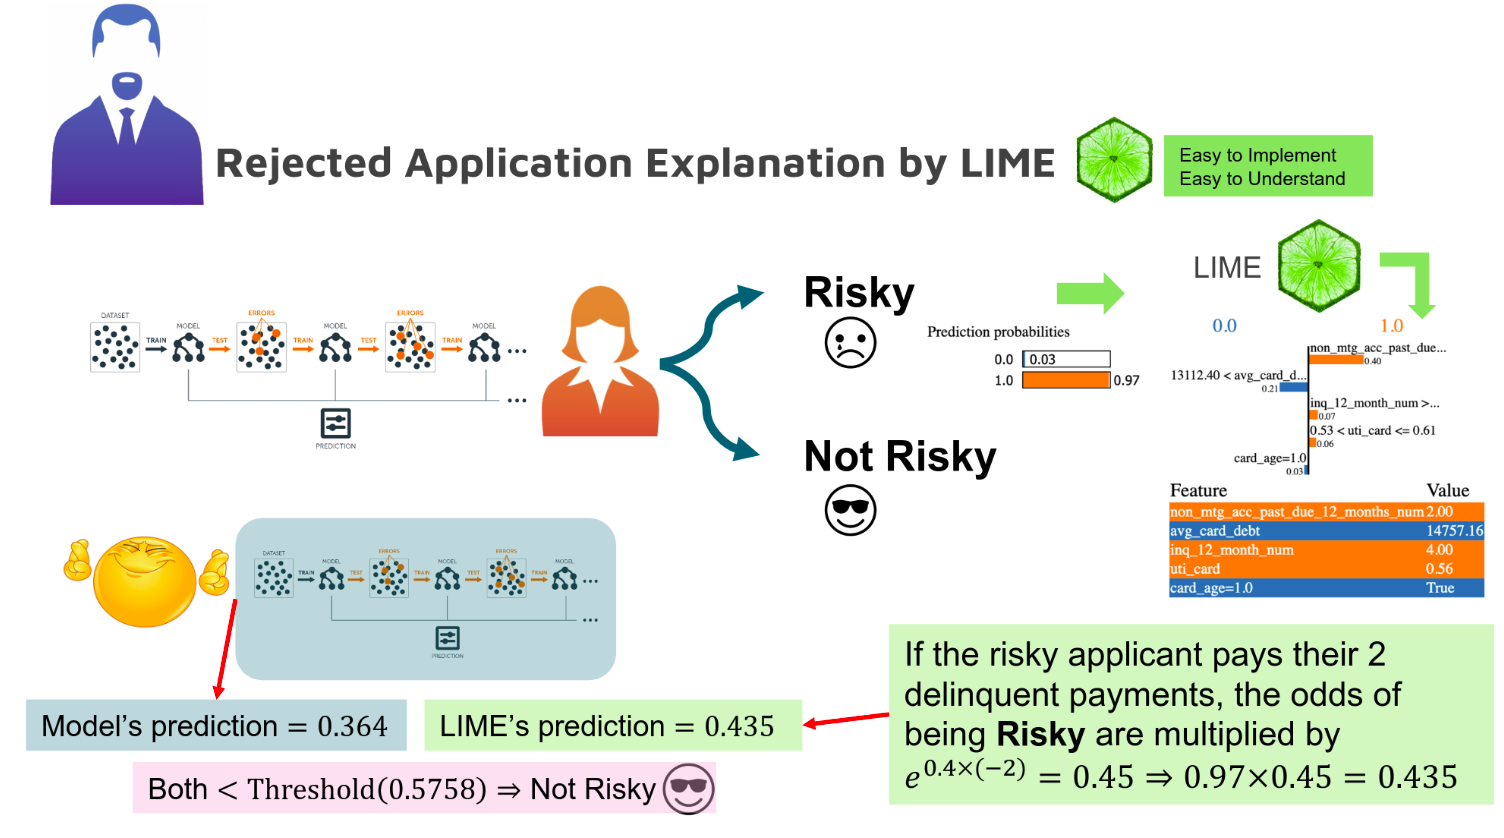 Rejected Application Explanation by LIME
Easy to Implement
Easy to Understand
DATASET
TRAIN
MODEL
TEST
ERRORS
TRAIN
MODEL
TEST
ERRORS
TRAIN
MODEL
...
...
PREDICTION
Risky
Not Risky
Prediction probabilities
0.0 0.03
1.0 0.97
LIME
0.0 1.0
non_mtg_acc_past_due...
0.40
13112.40 < avg_card_d...
0.21
inq_12_month_num >...
0.07
0.53 < uti_card <= 0.61
0.06
card_age=1.0
0.03
Feature Value
non_mtg_acc_past_due_12_months_num 2.00
avg_card_debt 14757.16
inq_12_month_num 4.00
uti_card 0.56
card_age=1.0 True
DATASET
TRAIN
MODEL
TEST
ERRORS
TRAIN
MODEL
TEST
ERRORS
TRAIN
MODEL
...
...
PREDICTION
Model's prediction = 0.364
LIME's prediction = 0.435
Both < Threshold(0.5758) ⇒ Not Risky
If the risky applicant pays their 2
delinquent payments, the odds of
being Risky are multiplied by
e^{0.4×(−2)} = 0.45 ⇒ 0.97×0.45 = 0.435